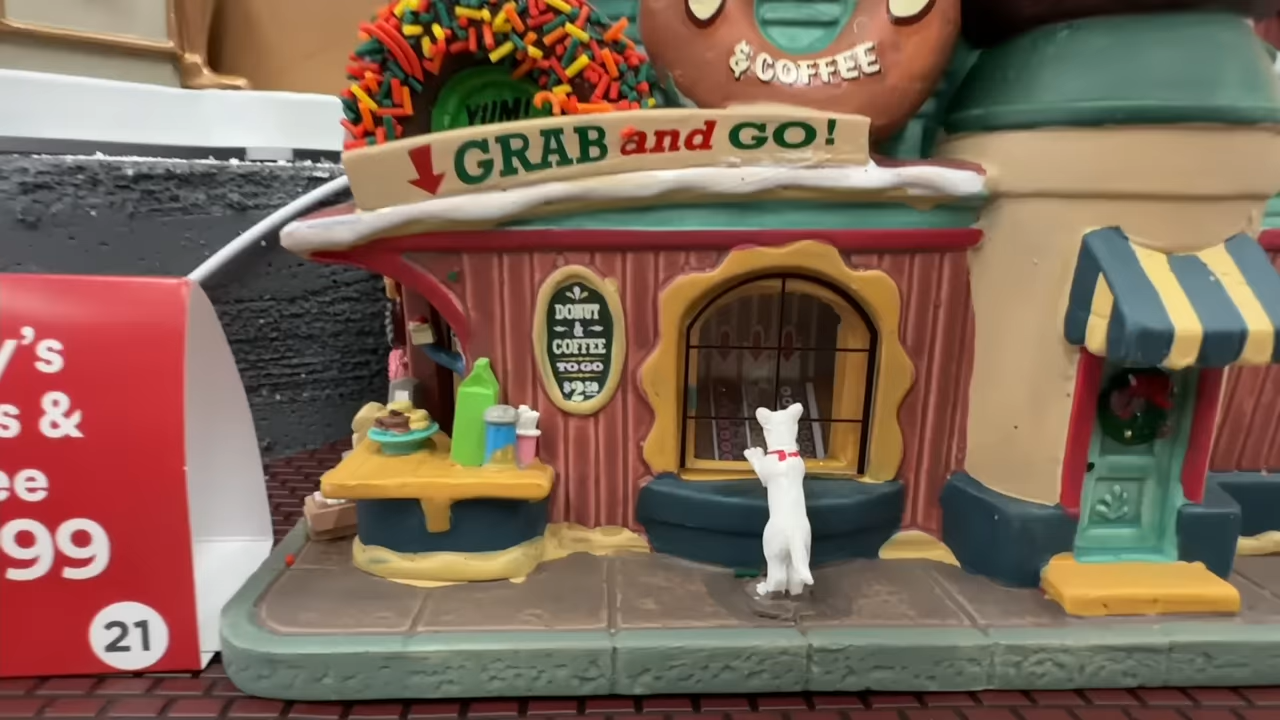 & COFFEE
YUM!
GRAB and GO!
DONUT
&
COFFEE
TO GO
$2.50
y's
s &
ee
99
21